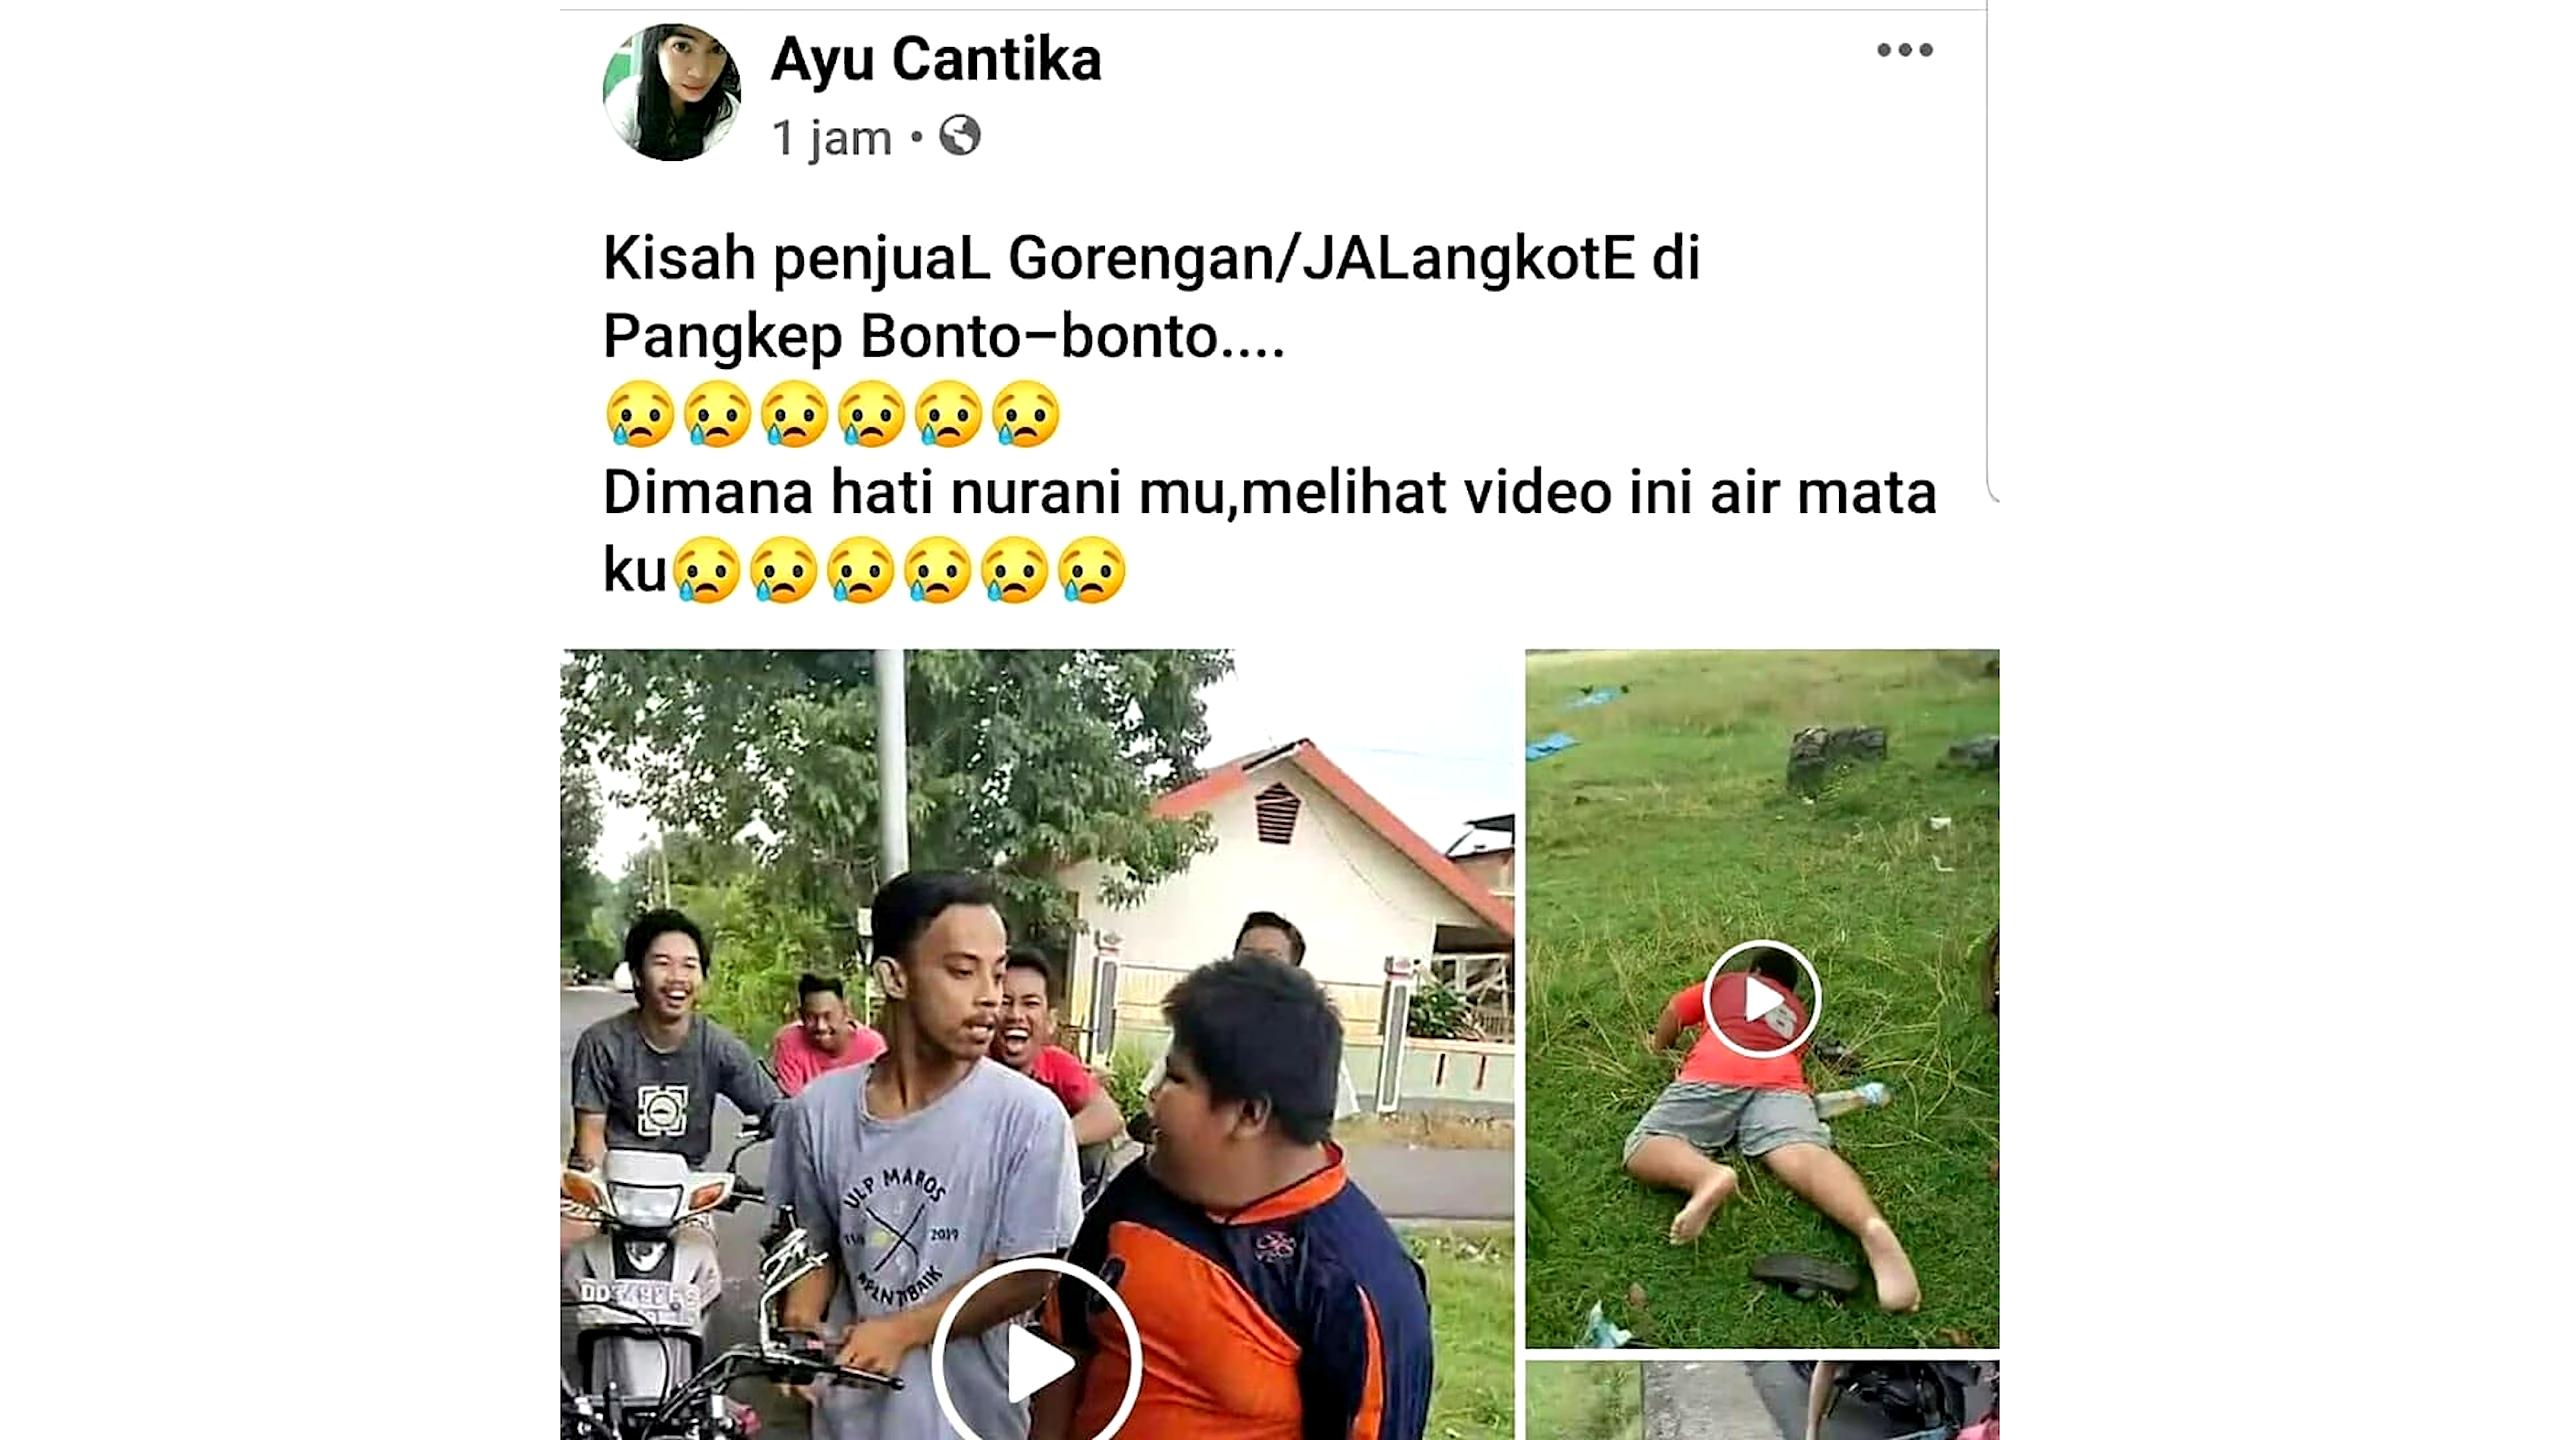 Ayu Cantika
1 jam
Kisah penjuaL Gorengan/JALangkotE di
Pangkep Bonto–bonto....
😢😢😢😢😢😢
Dimana hati nurani mu,melihat video ini air mata
ku😢😢😢😢😢😢
ULP MAROS
2019